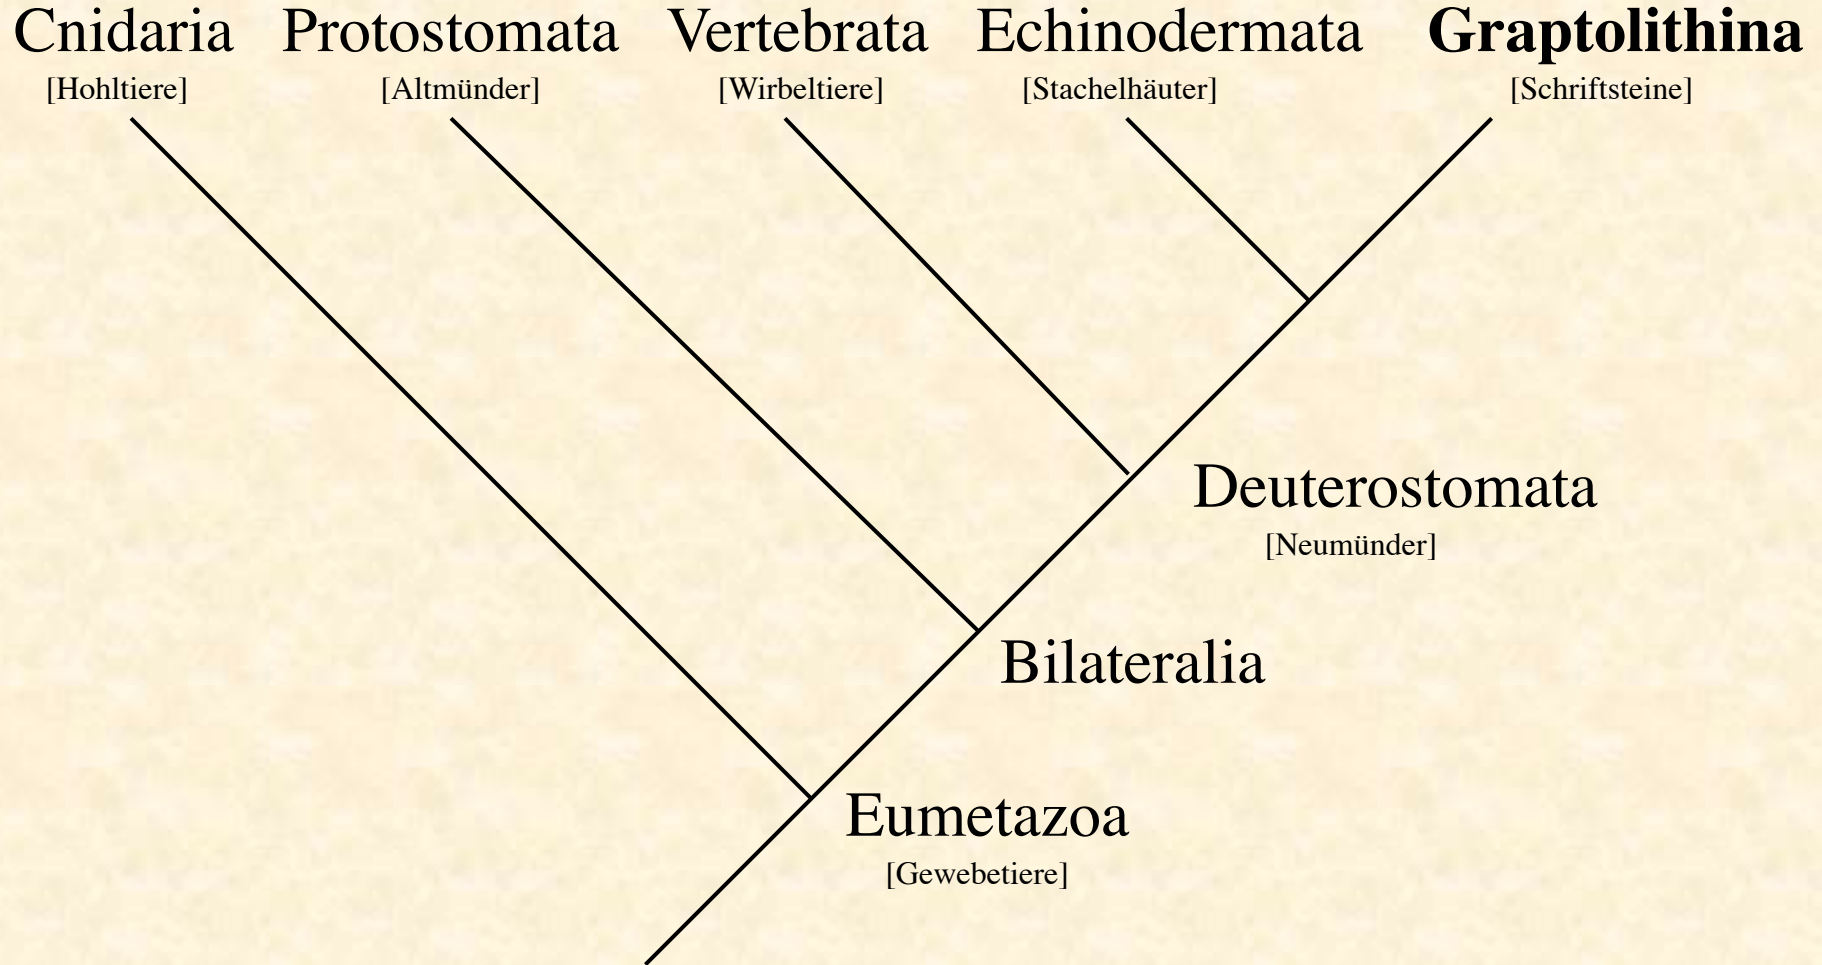 Cnidaria Protostomata Vertebrata Echinodermata Graptolithina
[Hohltiere] [Altmünder] [Wirbeltiere] [Stachelhäuter] [Schriftsteine]
Deuterostomata
[Neumünder]
Bilateralia
Eumetazoa
[Gewebetiere]